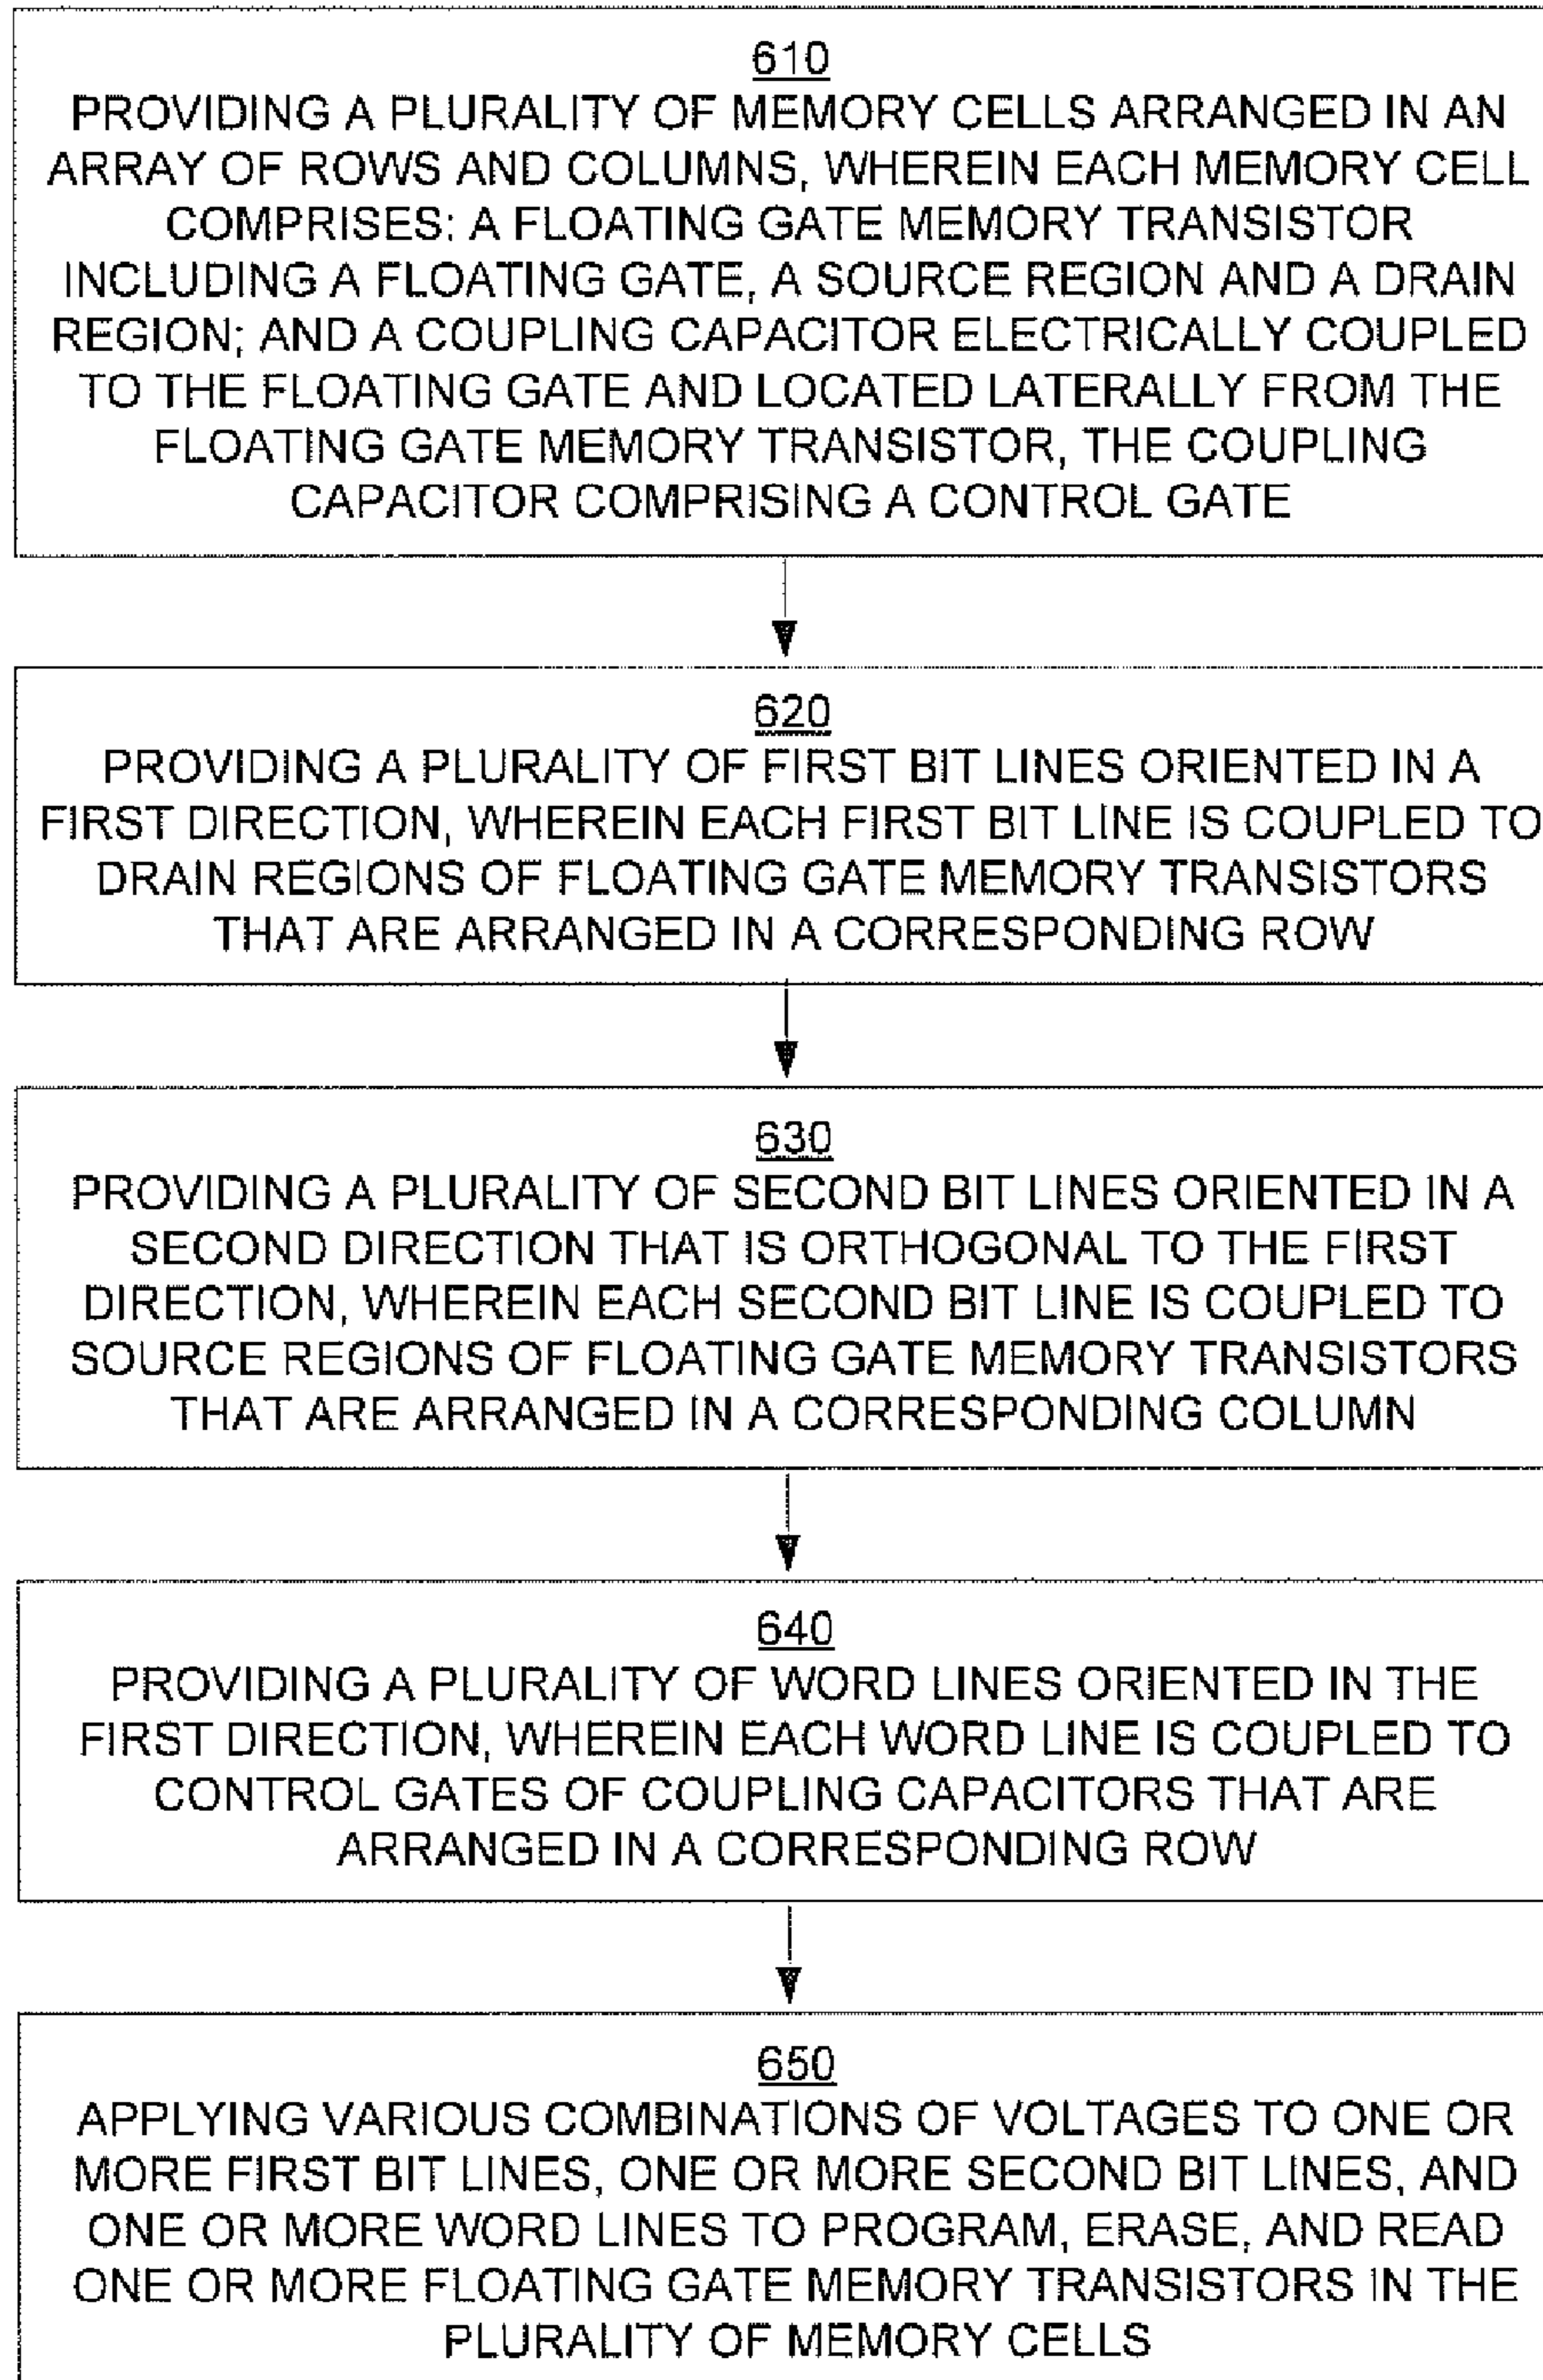 610
PROVIDING A PLURALITY OF MEMORY CELLS ARRANGED IN AN
ARRAY OF ROWS AND COLUMNS, WHEREIN EACH MEMORY CELL
COMPRISES: A FLOATING GATE MEMORY TRANSISTOR
INCLUDING A FLOATING GATE, A SOURCE REGION AND A DRAIN
REGION; AND A COUPLING CAPACITOR ELECTRICALLY COUPLED
TO THE FLOATING GATE AND LOCATED LATERALLY FROM THE
FLOATING GATE MEMORY TRANSISTOR, THE COUPLING
CAPACITOR COMPRISING A CONTROL GATE
620
PROVIDING A PLURALITY OF FIRST BIT LINES ORIENTED IN A
FIRST DIRECTION, WHEREIN EACH FIRST BIT LINE IS COUPLED TO
DRAIN REGIONS OF FLOATING GATE MEMORY TRANSISTORS
THAT ARE ARRANGED IN A CORRESPONDING ROW
630
PROVIDING A PLURALITY OF SECOND BIT LINES ORIENTED IN A
SECOND DIRECTION THAT IS ORTHOGONAL TO THE FIRST
DIRECTION, WHEREIN EACH SECOND BIT LINE IS COUPLED TO
SOURCE REGIONS OF FLOATING GATE MEMORY TRANSISTORS
THAT ARE ARRANGED IN A CORRESPONDING COLUMN
640
PROVIDING A PLURALITY OF WORD LINES ORIENTED IN THE
FIRST DIRECTION, WHEREIN EACH WORD LINE IS COUPLED TO
CONTROL GATES OF COUPLING CAPACITORS THAT ARE
ARRANGED IN A CORRESPONDING ROW
650
APPLYING VARIOUS COMBINATIONS OF VOLTAGES TO ONE OR
MORE FIRST BIT LINES, ONE OR MORE SECOND BIT LINES, AND
ONE OR MORE WORD LINES TO PROGRAM, ERASE, AND READ
ONE OR MORE FLOATING GATE MEMORY TRANSISTORS IN THE
PLURALITY OF MEMORY CELLS